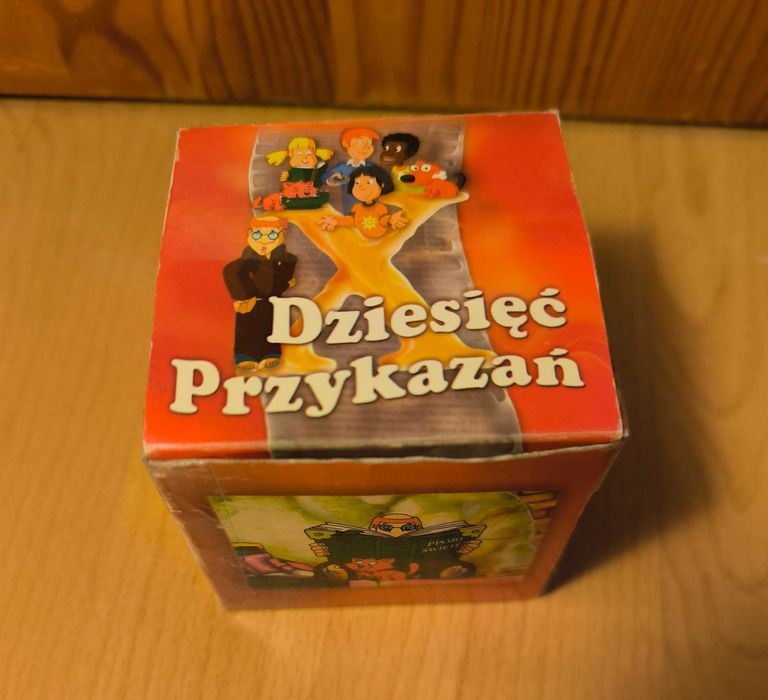 Dziesięć
Przykazań
PISMO
ŚWIĘTE